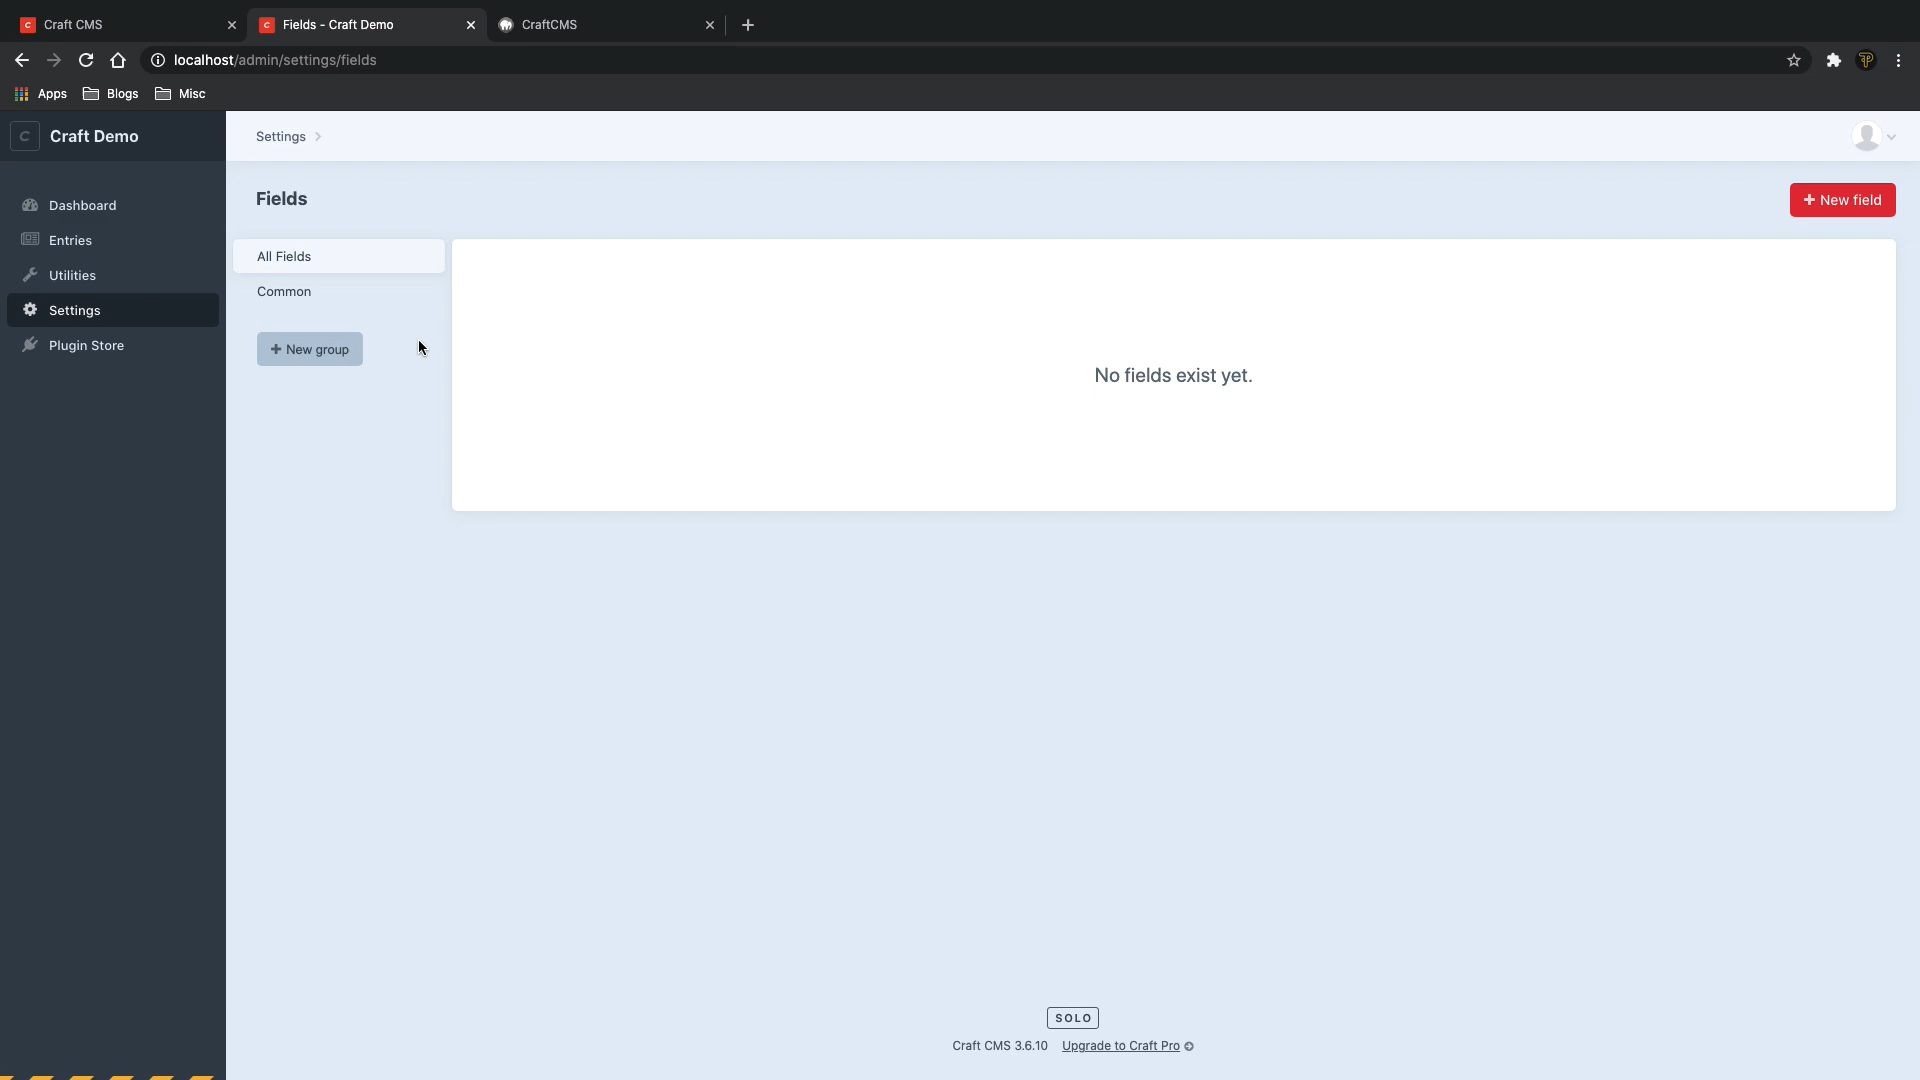 Craft CMS
Fields - Craft Demo
CraftCMS
localhost/admin/settings/fields
Apps
Blogs
Misc
C Craft Demo
Settings
Fields
+ New field
Dashboard
Entries
Utilities
Settings
Plugin Store
All Fields
Common
+ New group
No fields exist yet.
SOLO
Craft CMS 3.6.10 Upgrade to Craft Pro